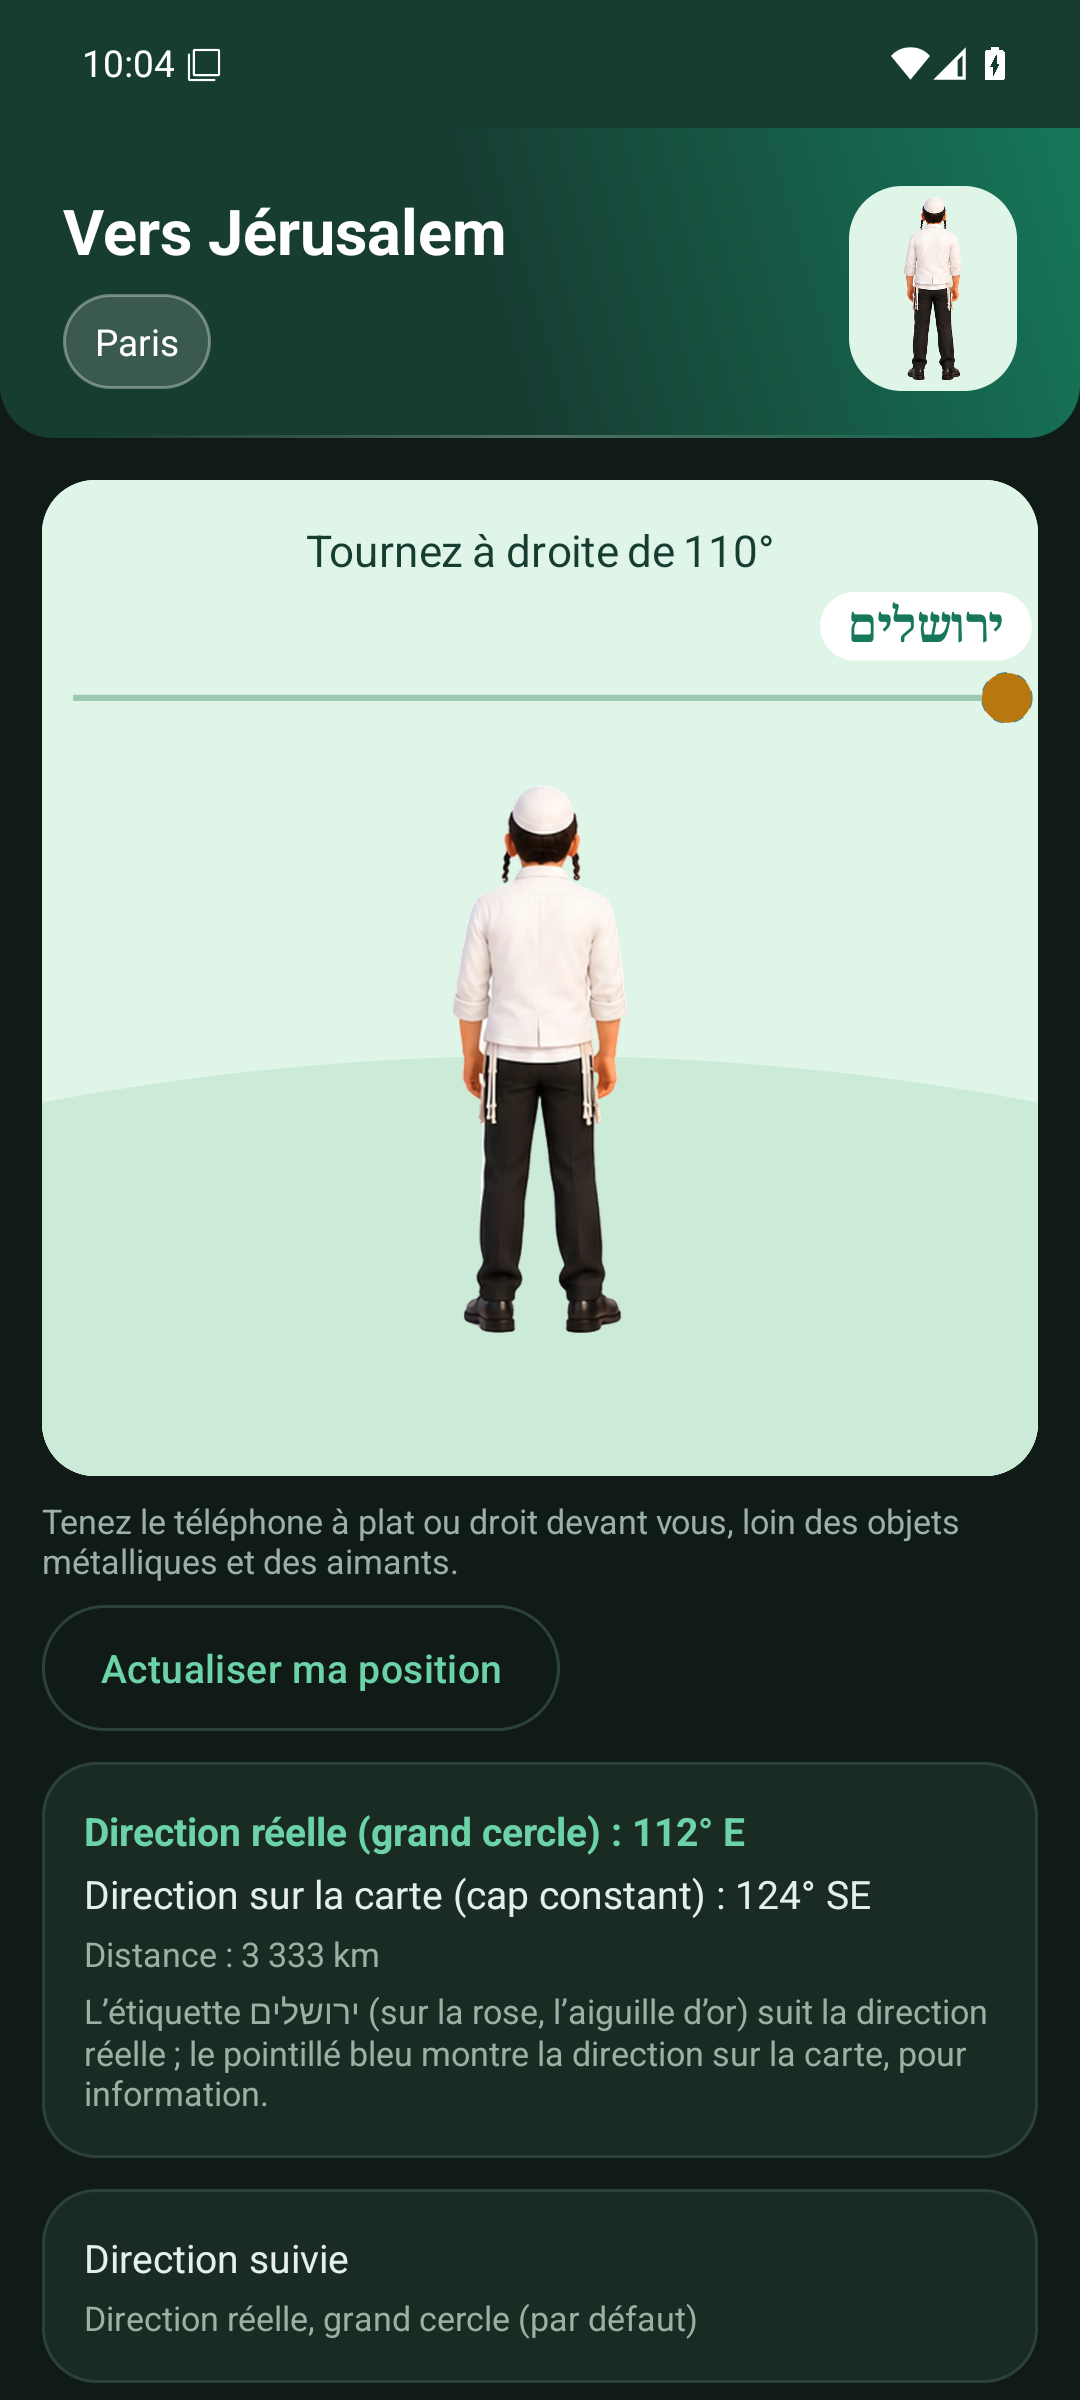 10:04
Vers Jérusalem
Paris
Tournez à droite de 110°
ירושלים
Tenez le téléphone à plat ou droit devant vous, loin des objets
métalliques et des aimants.
Actualiser ma position
Direction réelle (grand cercle) : 112° E
Direction sur la carte (cap constant) : 124° SE
Distance : 3 333 km
L’étiquette ירושלים (sur la rose, l’aiguille d’or) suit la direction
réelle ; le pointillé bleu montre la direction sur la carte, pour
information.
Direction suivie
Direction réelle, grand cercle (par défaut)